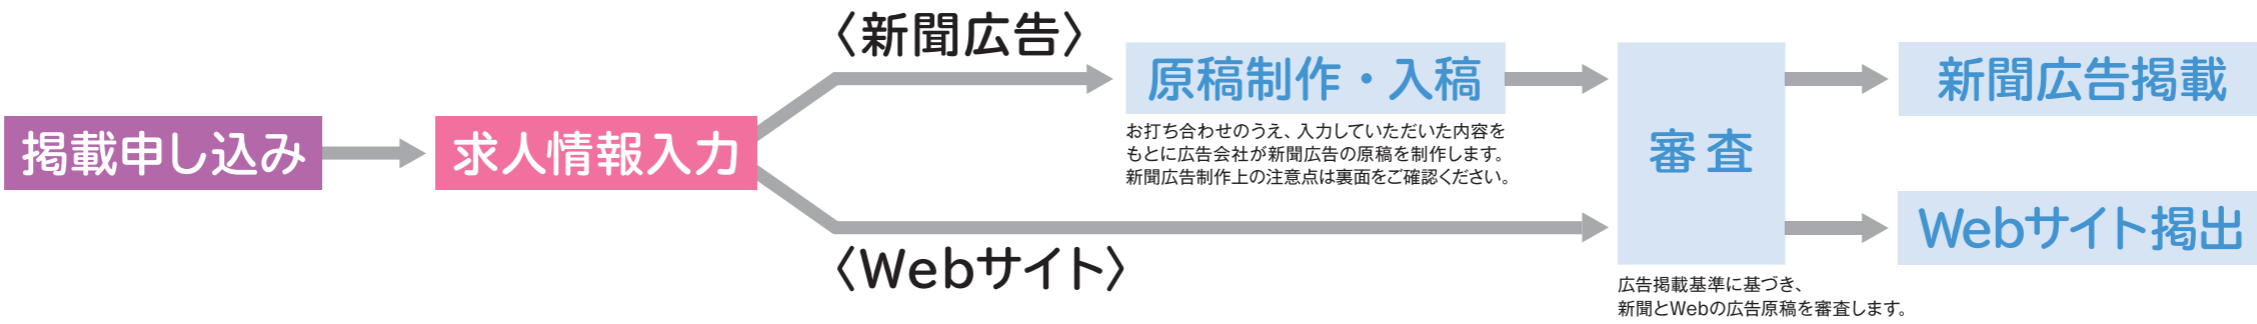 掲載申し込み
求人情報入力
〈新聞広告〉
原稿制作・入稿
お打ち合わせのうえ、入力していただいた内容を
もとに広告会社が新聞広告の原稿を制作します。
新聞広告制作上の注意点は裏面をご確認ください。
〈Webサイト〉
審査
広告掲載基準に基づき、
新聞とWebの広告原稿を審査します。
新聞広告掲載
Webサイト掲出